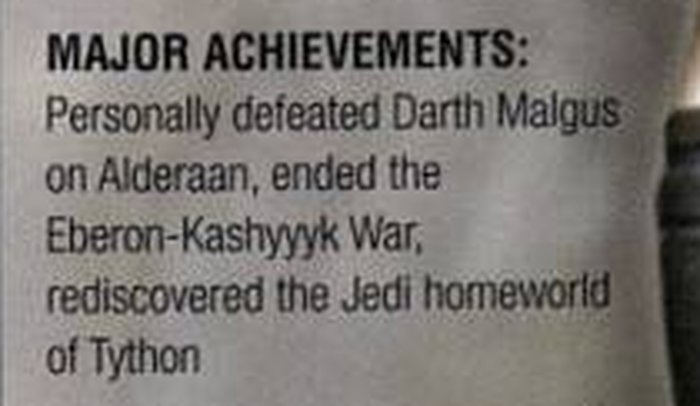 MAJOR ACHIEVEMENTS:
Personally defeated Darth Malgus
on Alderaan, ended the
Eberon-Kashyyyk War,
rediscovered the Jedi homeworld
of Tython